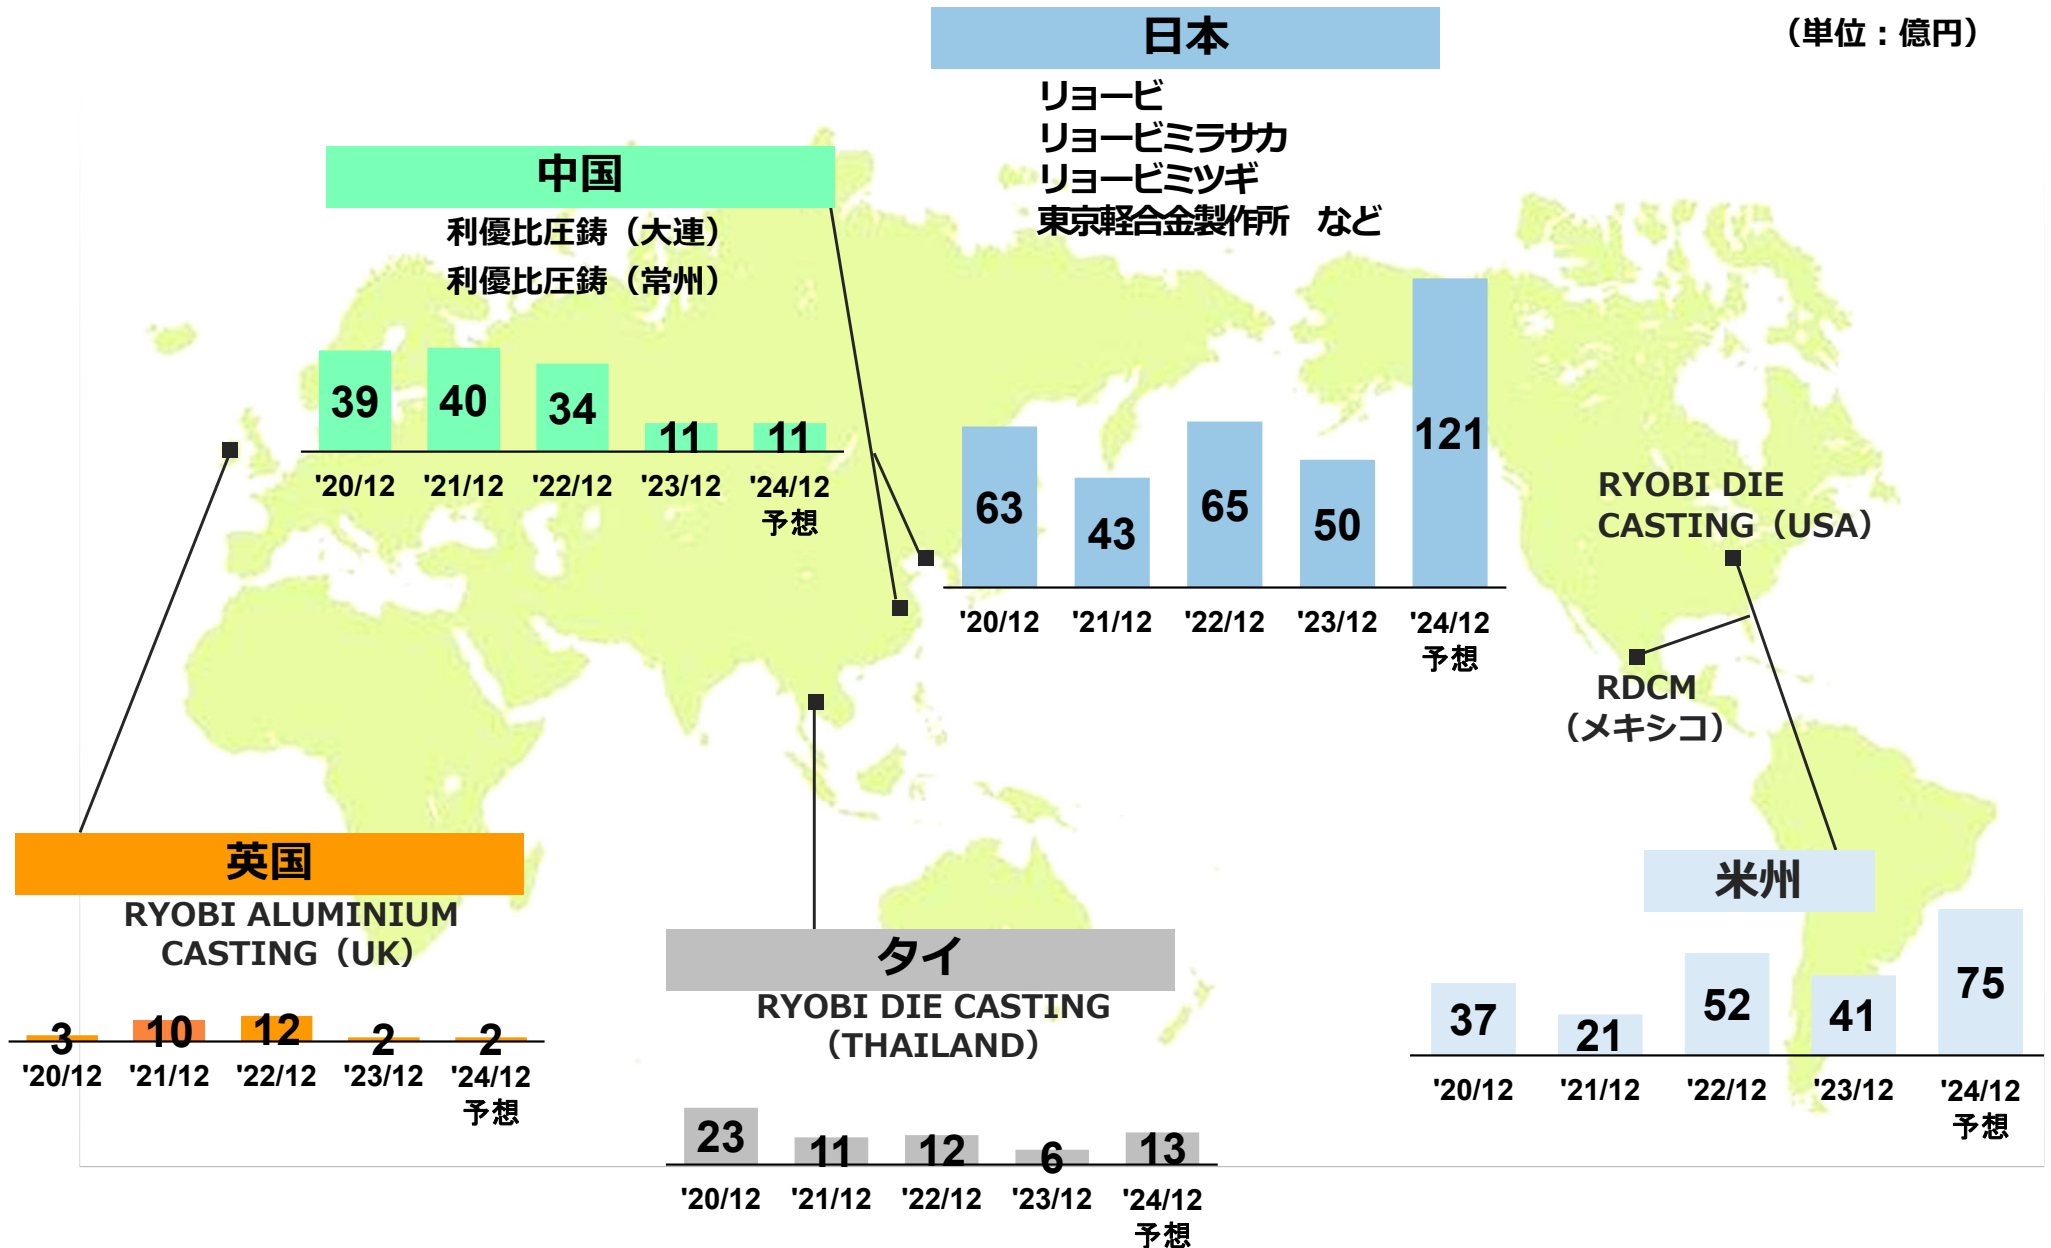 （単位：億円）
日本
リョービ
リョービミラサカ
リョービミツギ
東京軽合金製作所　など
63 43 65 50 121
'20/12 '21/12 '22/12 '23/12 '24/12
予想
中国
利優比圧鋳（大連）
利優比圧鋳（常州）
39 40 34 11 11
'20/12 '21/12 '22/12 '23/12 '24/12
予想
RYOBI DIE
CASTING（USA）
RDCM
（メキシコ）
米州
37 21 52 41 75
'20/12 '21/12 '22/12 '23/12 '24/12
予想
英国
RYOBI ALUMINIUM
CASTING（UK）
3 10 12 2 2
'20/12 '21/12 '22/12 '23/12 '24/12
予想
タイ
RYOBI DIE CASTING
（THAILAND）
23 11 12 6 13
'20/12 '21/12 '22/12 '23/12 '24/12
予想